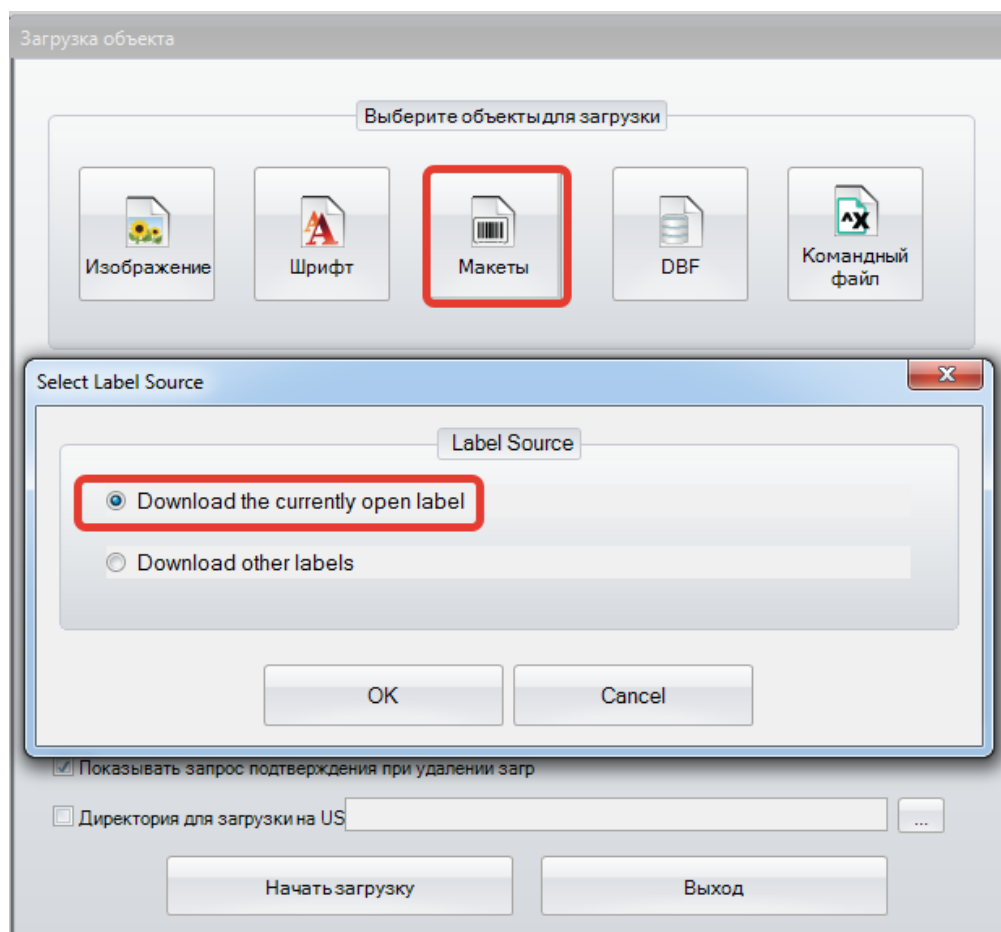 Загрузка объекта
Выберите объекты для загрузки
Изображение
Шрифт
Макеты
DBF
Командный
файл
Select Label Source
Label Source
Download the currently open label
Download other labels
OK
Cancel
Показывать запрос подтверждения при удалении загр
Директория для загрузки на US
...
Начать загрузку
Выход